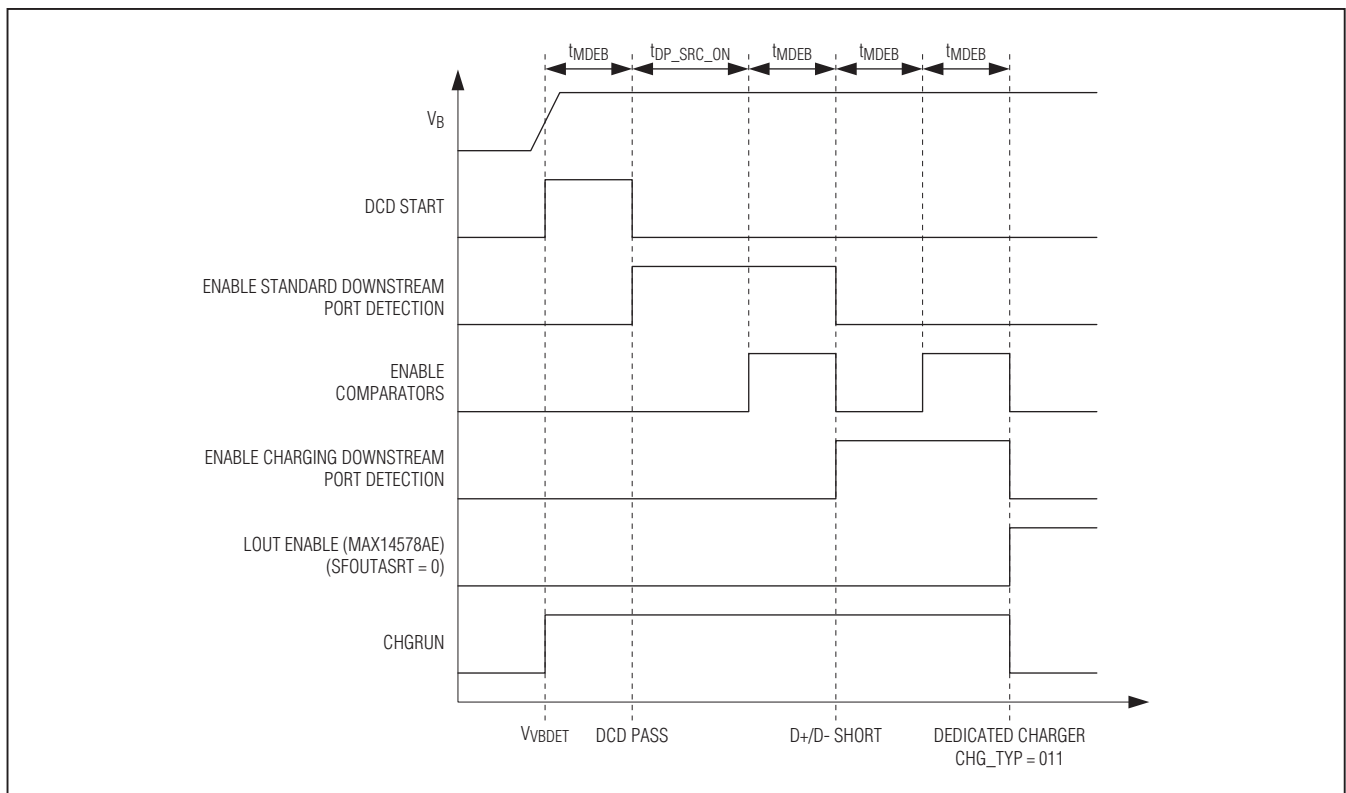 tMDEB tDP_SRC_ON tMDEB tMDEB tMDEB
VB
DCD START
ENABLE STANDARD DOWNSTREAM
PORT DETECTION
ENABLE
COMPARATORS
ENABLE CHARGING DOWNSTREAM
PORT DETECTION
LOUT ENABLE (MAX14578AE)
(SFOUTASRT = 0)
CHGRUN
VVBDET DCD PASS D+/D- SHORT DEDICATED CHARGER
CHG_TYP = 011